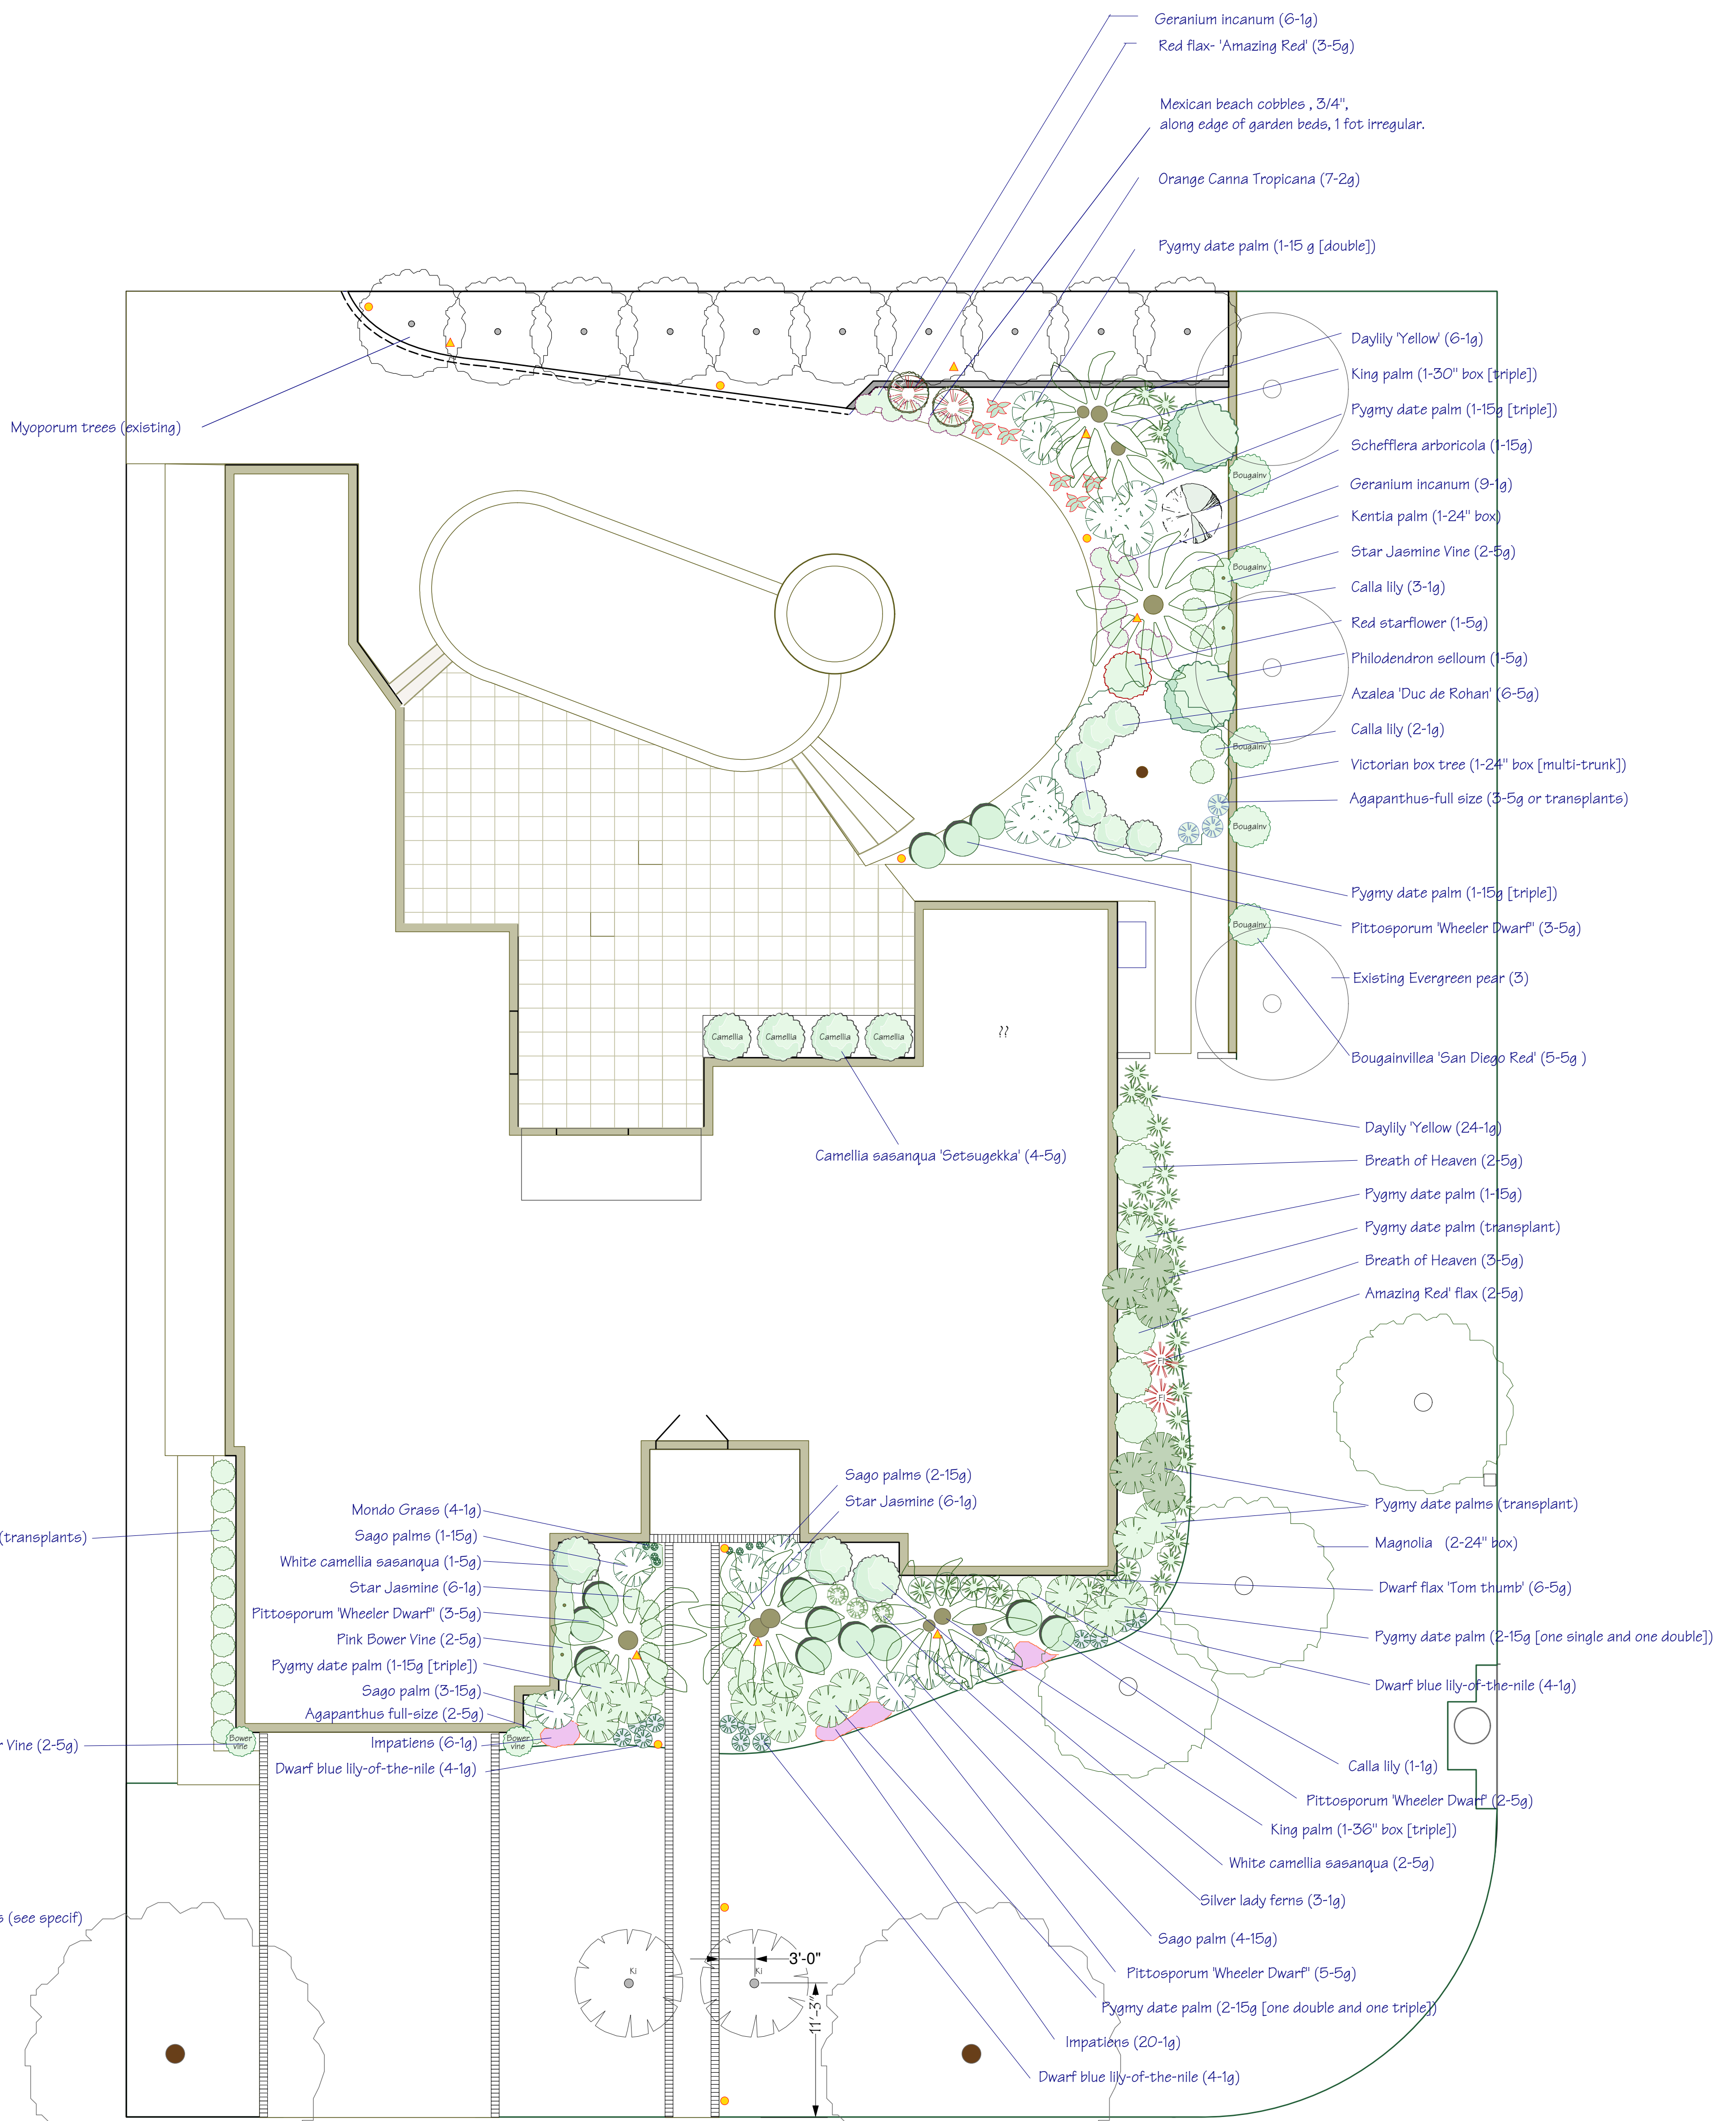 Geranium incanum (6-1g)
Red flax- 'Amazing Red' (3-5g)
Mexican beach cobbles , 3/4",
along edge of garden beds, 1 fot irregular.
Orange Canna Tropicana (7-2g)
Pygmy date palm (1-15 g [double])
Myoporum trees (existing)
Daylily 'Yellow' (6-1g)
King palm (1-30" box [triple])
Pygmy date palm (1-15g [triple])
Schefflera arboricola (1-15g)
Geranium incanum (9-1g)
Kentia palm (1-24" box)
Star Jasmine Vine (2-5g)
Calla lily (3-1g)
Red starflower (1-5g)
Philodendron selloum (1-5g)
Azalea 'Duc de Rohan' (6-5g)
Calla lily (2-1g)
Victorian box tree (1-24" box [multi-trunk])
Agapanthus-full size (3-5g or transplants)
Pygmy date palm (1-15g [triple])
Pittosporum 'Wheeler Dwarf" (3-5g)
Existing Evergreen pear (3)
Bougainvillea 'San Diego Red' (5-5g )
Bougainv
Bougainv
Bougainv
Bougainv
Bougainv
??
Camellia
Camellia
Camellia
Camellia
Camellia sasanqua 'Setsugekka' (4-5g)
Daylily 'Yellow (24-1g)
Breath of Heaven (2-5g)
Pygmy date palm (1-15g)
Pygmy date palm (transplant)
Breath of Heaven (3-5g)
Amazing Red' flax (2-5g)
Fl
Fl
Pygmy date palms (transplant)
Magnolia (2-24" box)
Dwarf flax 'Tom thumb' (6-5g)
Pygmy date palm (2-15g [one single and one double])
Dwarf blue lily-of-the-nile (4-1g)
Sago palms (2-15g)
Star Jasmine (6-1g)
Mondo Grass (4-1g)
Sago palms (1-15g)
White camellia sasanqua (1-5g)
Star Jasmine (6-1g)
Pittosporum 'Wheeler Dwarf" (3-5g)
Pink Bower Vine (2-5g)
Pygmy date palm (1-15g [triple])
Sago palm (3-15g)
Agapanthus full-size (2-5g)
Impatiens (6-1g)
Dwarf blue lily-of-the-nile (4-1g)
(transplants)
r Vine (2-5g)
Bower
vine
Bower
vine
s (see specif)
Calla lily (1-1g)
Pittosporum 'Wheeler Dwarf' (2-5g)
King palm (1-36" box [triple])
White camellia sasanqua (2-5g)
Silver lady ferns (3-1g)
Sago palm (4-15g)
Pittosporum 'Wheeler Dwarf" (5-5g)
Pygmy date palm (2-15g [one double and one triple])
Impatiens (20-1g)
Dwarf blue lily-of-the-nile (4-1g)
Ki
Ki
3'-0"
11'-3"